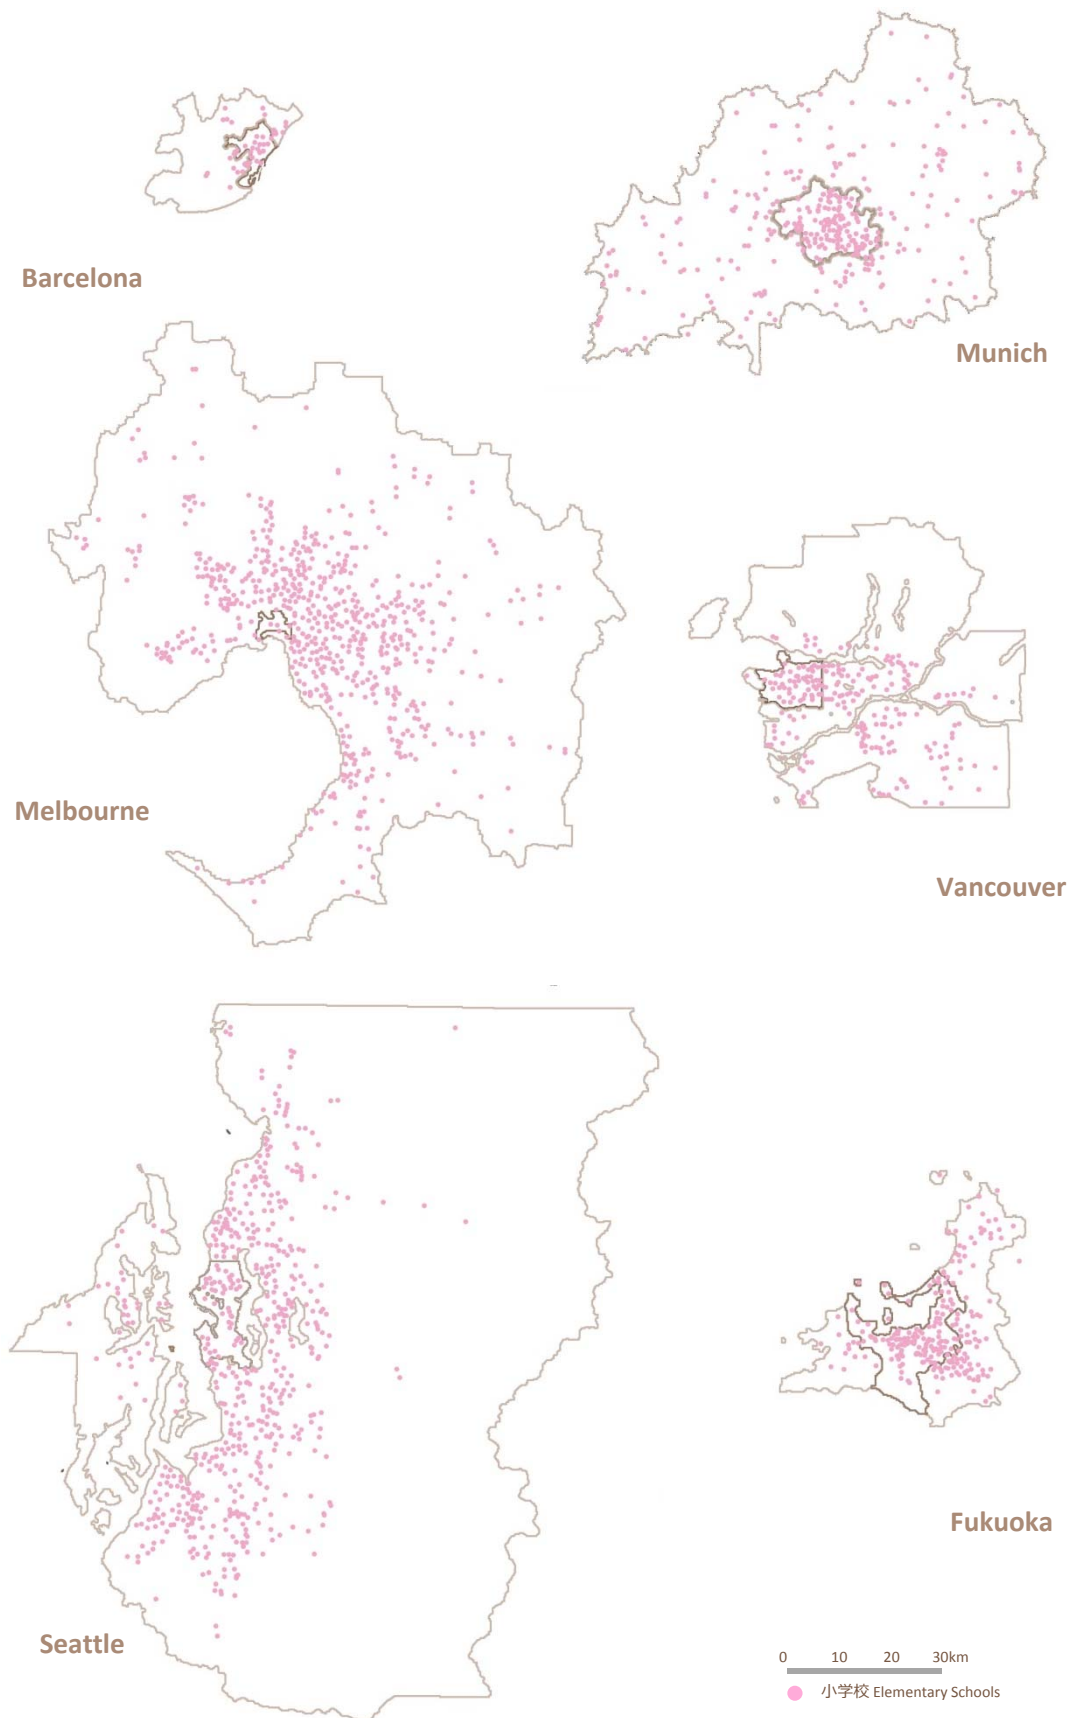 Barcelona
Munich
Melbourne
Vancouver
Seattle
Fukuoka
0 10 20 30km
小学校 Elementary Schools